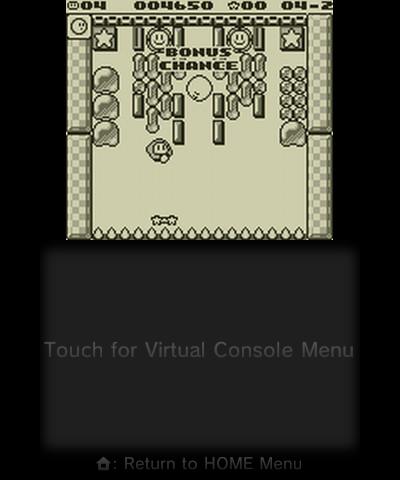 04 004650 00 04-2
BONUS
CHANCE
Touch for Virtual Console Menu
: Return to HOME Menu